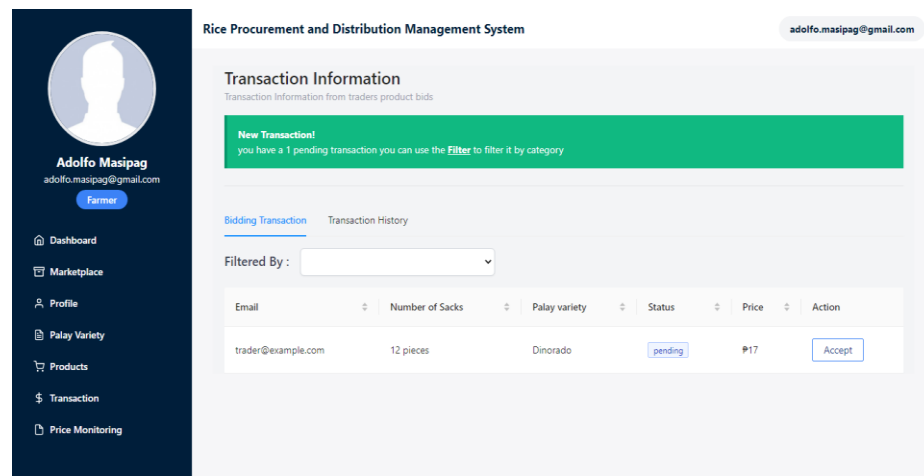 Rice Procurement and Distribution Management System
adolfo.masipag@gmail.com
Adolfo Masipag
adolfo.masipag@gmail.com
Farmer
Dashboard
Marketplace
Profile
Palay Variety
Products
Transaction
Price Monitoring
Transaction Information
Transaction Information from traders product bids
New Transaction!
you have a 1 pending transaction you can use the Filter to filter it by category
Bidding Transaction Transaction History
Filtered By :
Email Number of Sacks Palay variety Status Price Action
trader@example.com 12 pieces Dinorado pending ₱17 Accept